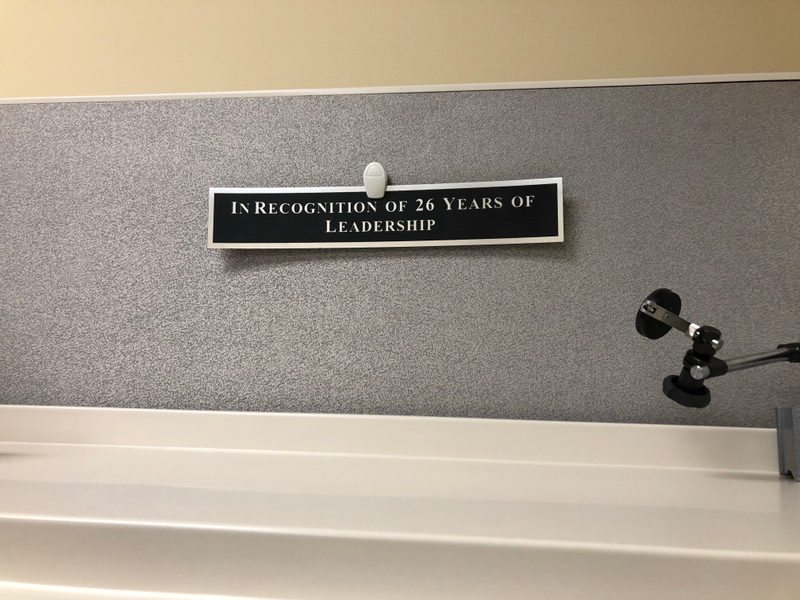 In Recognition of 26 Years of
Leadership